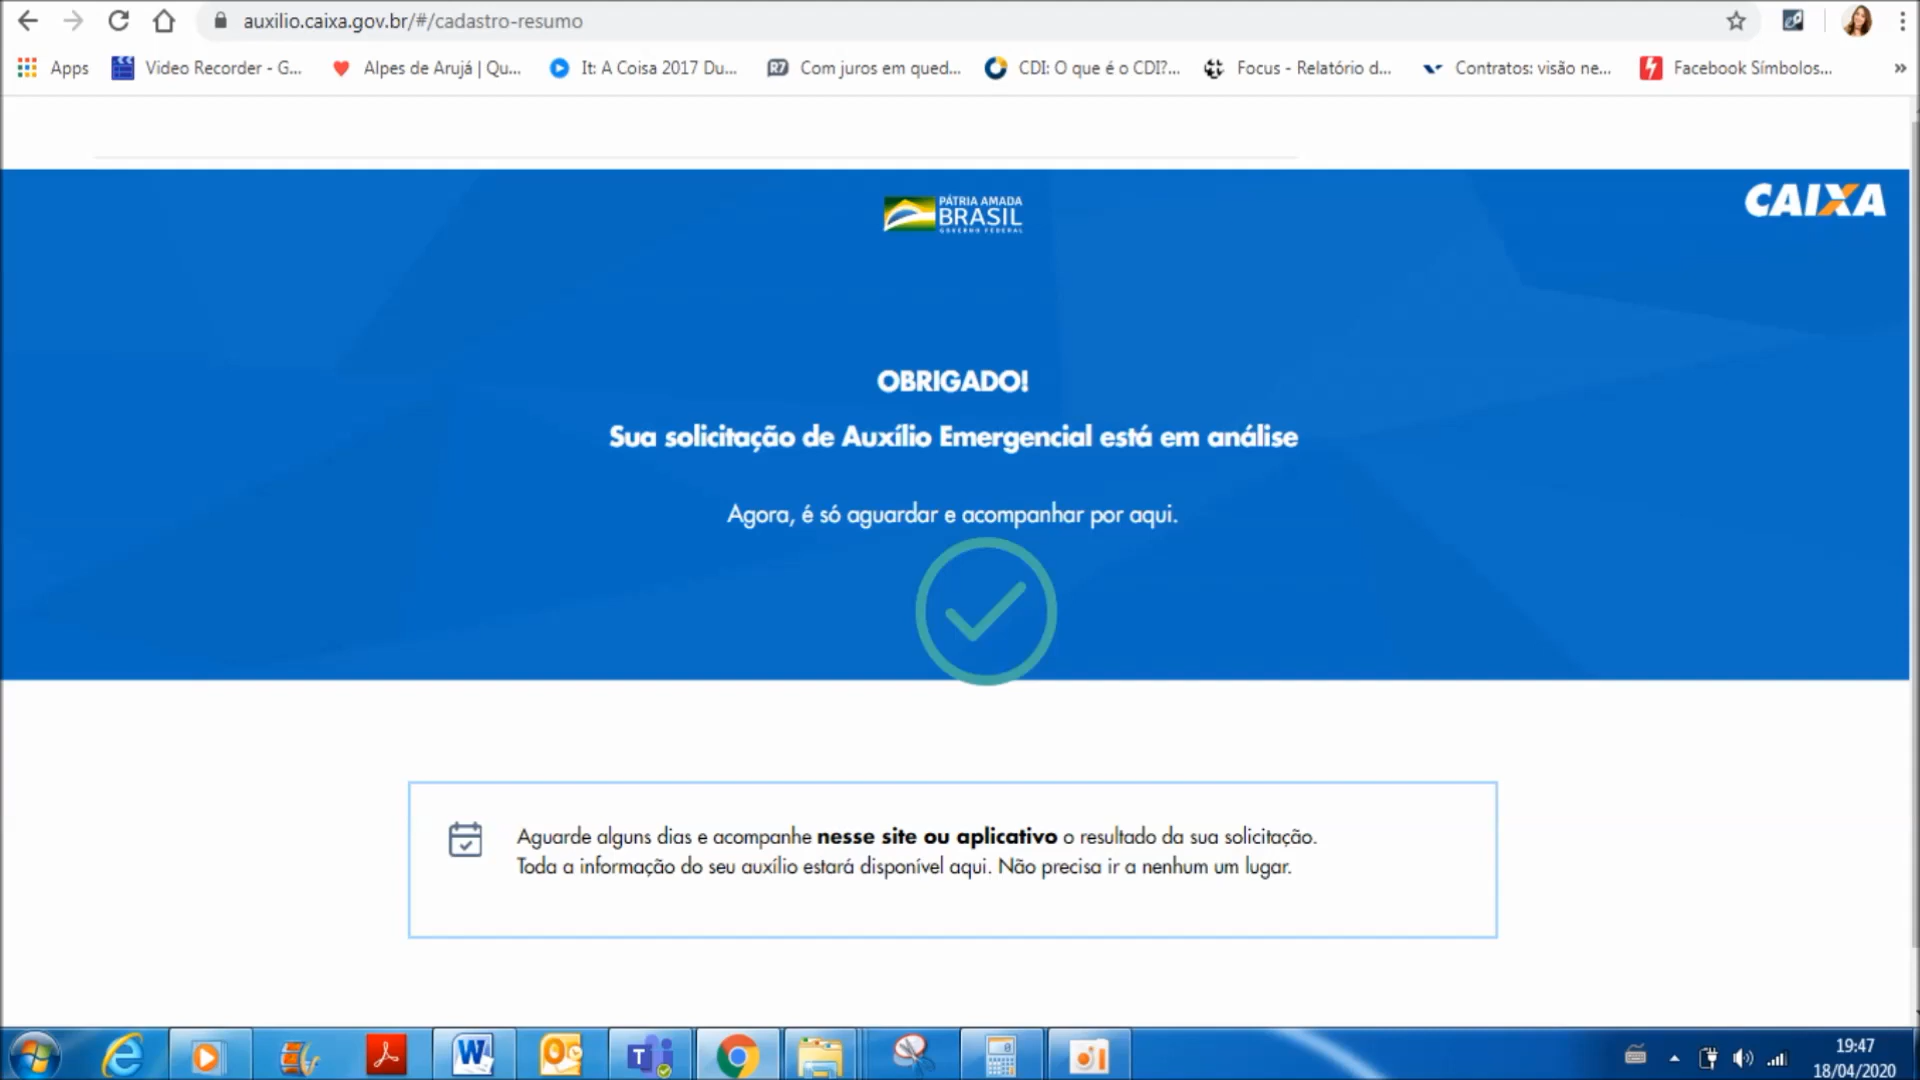 auxilio.caixa.gov.br/#/cadastro-resumo
Apps
Video Recorder - G...
Alpes de Arujá | Qu...
It: A Coisa 2017 Du...
R7
Com juros em qued...
CDI: O que é o CDI?...
Focus - Relatório d...
Contratos: visão ne...
Facebook Símbolos...
PÁTRIA AMADA
BRASIL
GOVERNO FEDERAL
CAIXA
OBRIGADO!
Sua solicitação de Auxílio Emergencial está em análise
Agora, é só aguardar e acompanhar por aqui.
Aguarde alguns dias e acompanhe nesse site ou aplicativo o resultado da sua solicitação.
Toda a informação do seu auxílio estará disponível aqui. Não precisa ir a nenhum um lugar.
19:47
18/04/2020